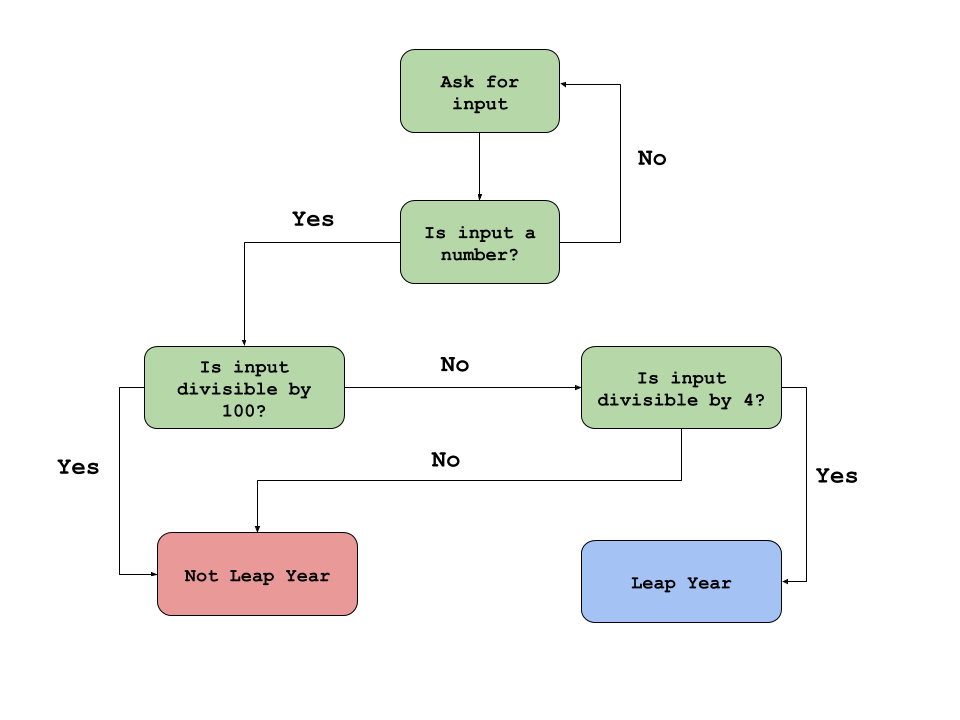 Ask for
input
No
Yes
Is input a
number?
Is input
divisible by
100?
No
Is input
divisible by 4?
Yes
No
Yes
Not Leap Year
Leap Year